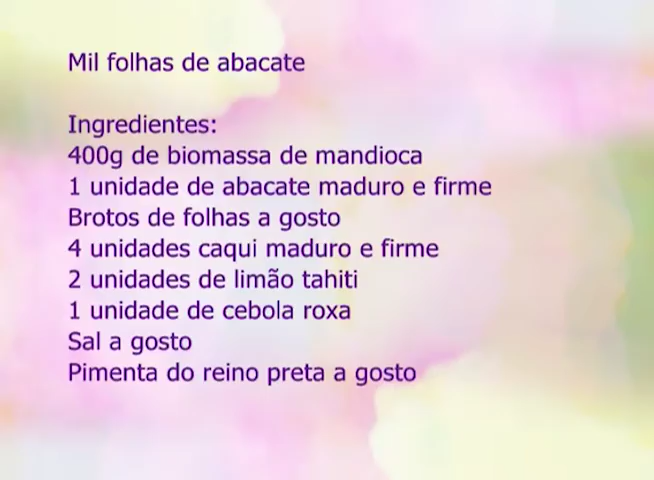 Mil folhas de abacate
Ingredientes:
400g de biomassa de mandioca
1 unidade de abacate maduro e firme
Brotos de folhas a gosto
4 unidades caqui maduro e firme
2 unidades de limão tahiti
1 unidade de cebola roxa
Sal a gosto
Pimenta do reino preta a gosto